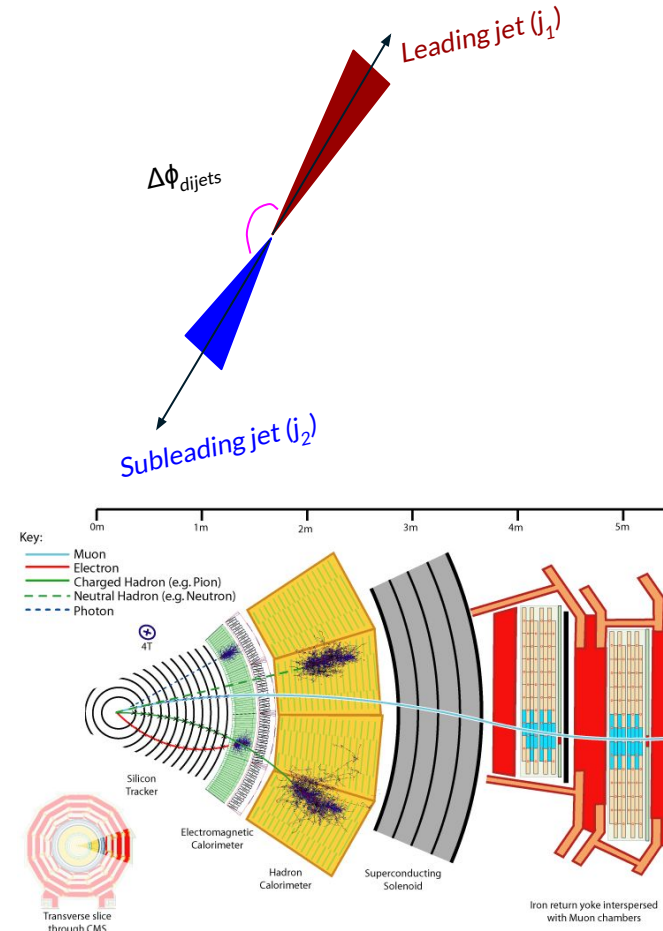 Leading jet (j₁)
Δϕ_dijets
Subleading jet (j₂)
0m 1m 2m 3m 4m 5m
Key:
Muon
Electron
Charged Hadron (e.g. Pion)
Neutral Hadron (e.g. Neutron)
Photon
4T
Silicon
Tracker
Electromagnetic
Calorimeter
Hadron
Calorimeter
Superconducting
Solenoid
Iron return yoke interspersed
with Muon chambers
Transverse slice
through CMS